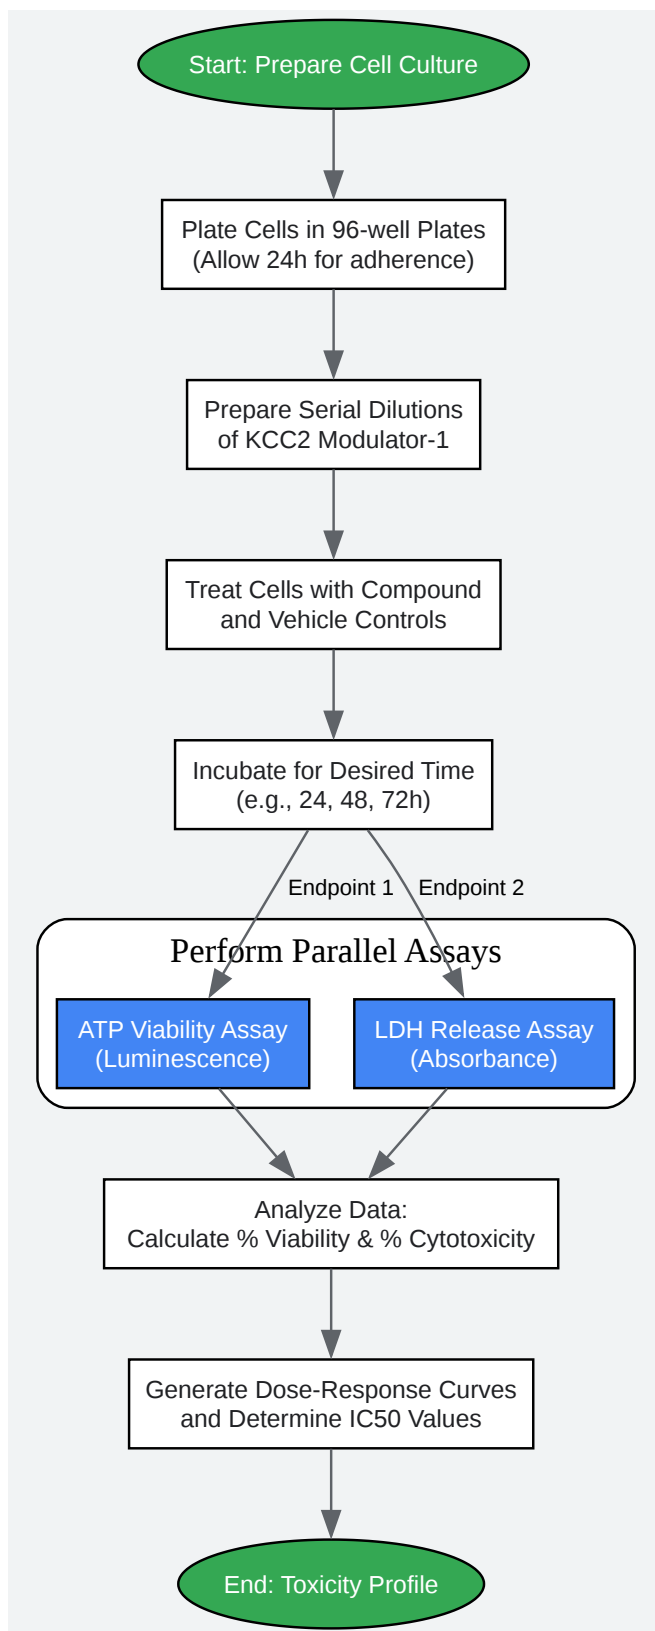 Start: Prepare Cell Culture
Plate Cells in 96-well Plates
(Allow 24h for adherence)
Prepare Serial Dilutions
of KCC2 Modulator-1
Treat Cells with Compound
and Vehicle Controls
Incubate for Desired Time
(e.g., 24, 48, 72h)
Endpoint 1
Endpoint 2
Perform Parallel Assays
ATP Viability Assay
(Luminescence)
LDH Release Assay
(Absorbance)
Analyze Data:
Calculate % Viability & % Cytotoxicity
Generate Dose-Response Curves
and Determine IC50 Values
End: Toxicity Profile